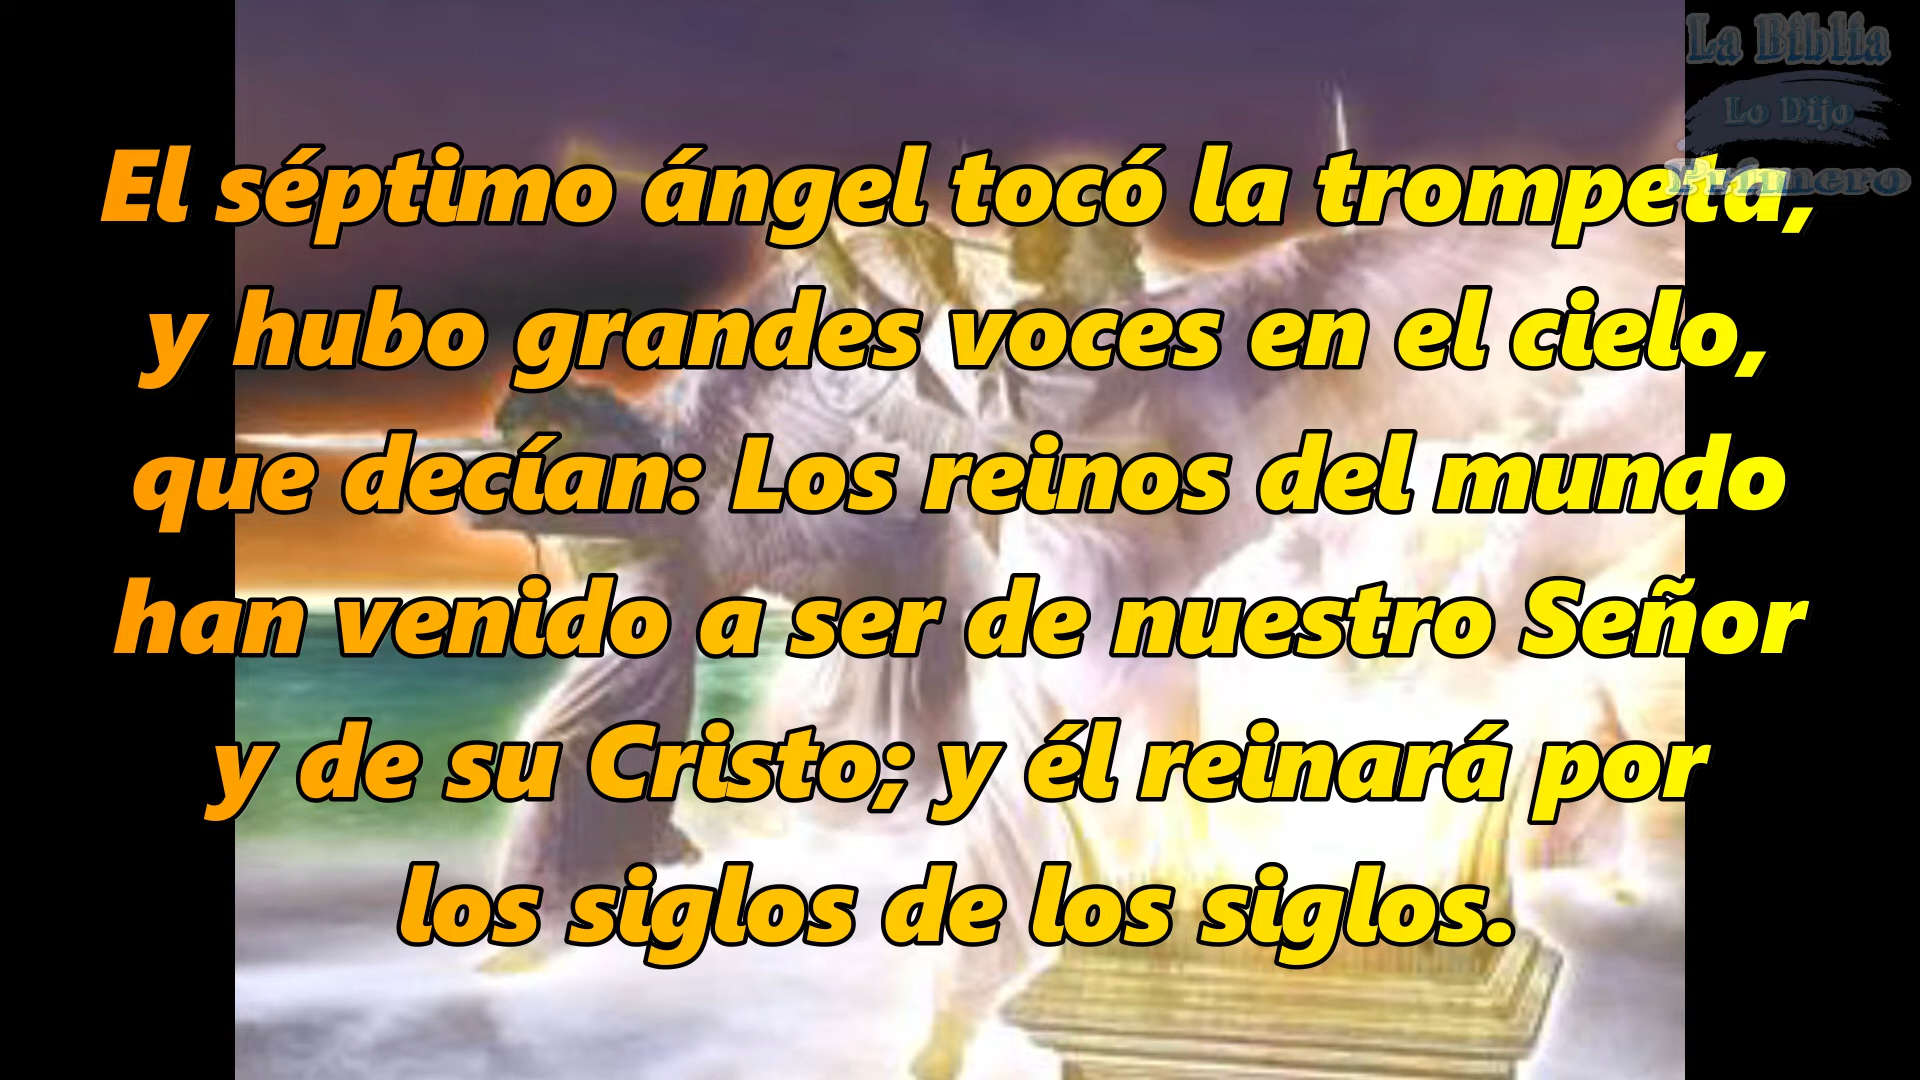 La Biblia
Lo Dijo
Primero
El séptimo ángel tocó la trompeta,
y hubo grandes voces en el cielo,
que decían: Los reinos del mundo
han venido a ser de nuestro Señor
y de su Cristo; y él reinará por
los siglos de los siglos.